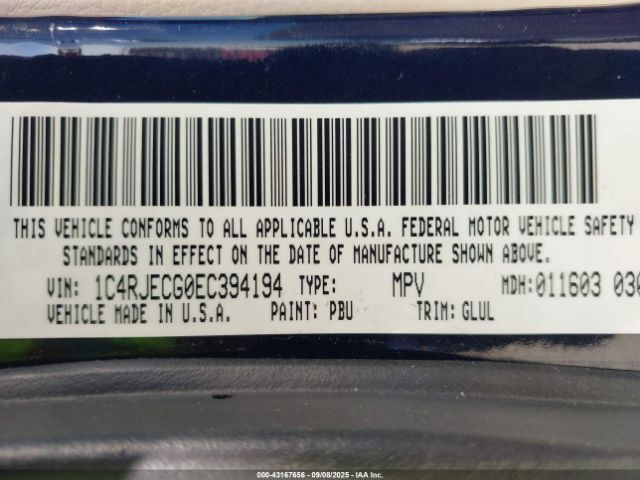 THIS VEHICLE CONFORMS TO ALL APPLICABLE U.S.A. FEDERAL MOTOR VEHICLE SAFETY
STANDARDS IN EFFECT ON THE DATE OF MANUFACTURE SHOWN ABOVE.
VIN: 1C4RJECG0EC394194 TYPE: MPV MDH:011603 030
VEHICLE MADE IN U.S.A. PAINT: PBU TRIM: GLUL
000-43167656 - 09/08/2025 - IAA Inc.